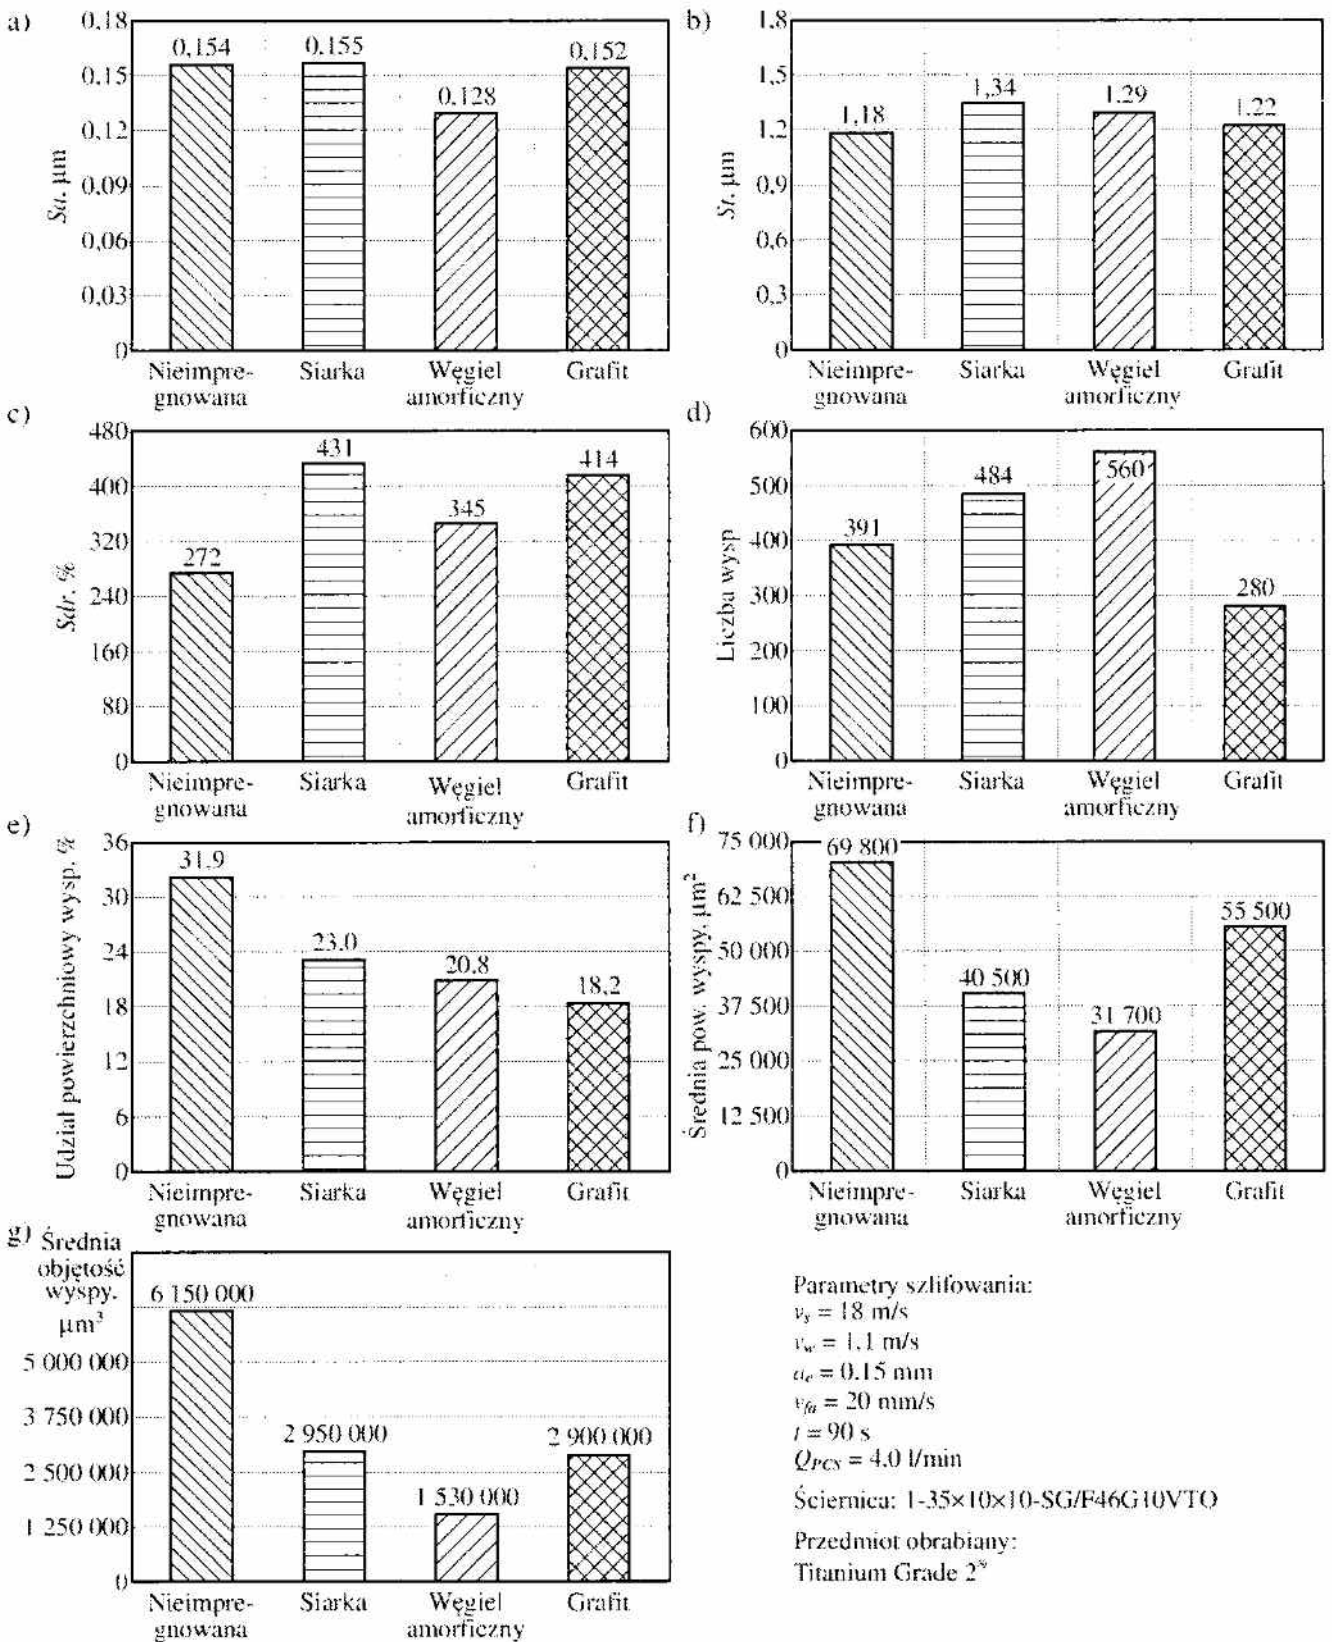 a)
Sa, µm
0,18
0,15
0,12
0,09
0,06
0,03
0
0,154
0,155
0,128
0,152
Nieimpre-
gnowana
Siarka
Węgiel
amorficzny
Grafit
b)
St, µm
1,8
1,5
1,2
0,9
0,6
0,3
0
1,18
1,34
1,29
1,22
Nieimpre-
gnowana
Siarka
Węgiel
amorficzny
Grafit
c)
Sdr, %
480
400
320
240
160
80
0
272
431
345
414
Nieimpre-
gnowana
Siarka
Węgiel
amorficzny
Grafit
d)
Liczba wysp
600
500
400
300
200
100
0
391
484
560
280
Nieimpre-
gnowana
Siarka
Węgiel
amorficzny
Grafit
e)
Udział powierzchniowy wysp, %
36
30
24
18
12
6
0
31,9
23,0
20,8
18,2
Nieimpre-
gnowana
Siarka
Węgiel
amorficzny
Grafit
f)
Średnia pow. wyspy, µm²
75 000
62 500
50 000
37 500
25 000
12 500
0
69 800
40 500
31 700
55 500
Nieimpre-
gnowana
Siarka
Węgiel
amorficzny
Grafit
g)
Średnia
objętość
wyspy,
µm³
5 000 000
3 750 000
2 500 000
1 250 000
0
6 150 000
2 950 000
1 530 000
2 900 000
Nieimpre-
gnowana
Siarka
Węgiel
amorficzny
Grafit
Parametry szlifowania:
vs = 18 m/s
vw = 1,1 m/s
ae = 0,15 mm
vfa = 20 mm/s
t = 90 s
QPCS = 4,0 l/min
Ściernica: 1-35×10×10-SG/F46G10VTO
Przedmiot obrabiany:
Titanium Grade 2®